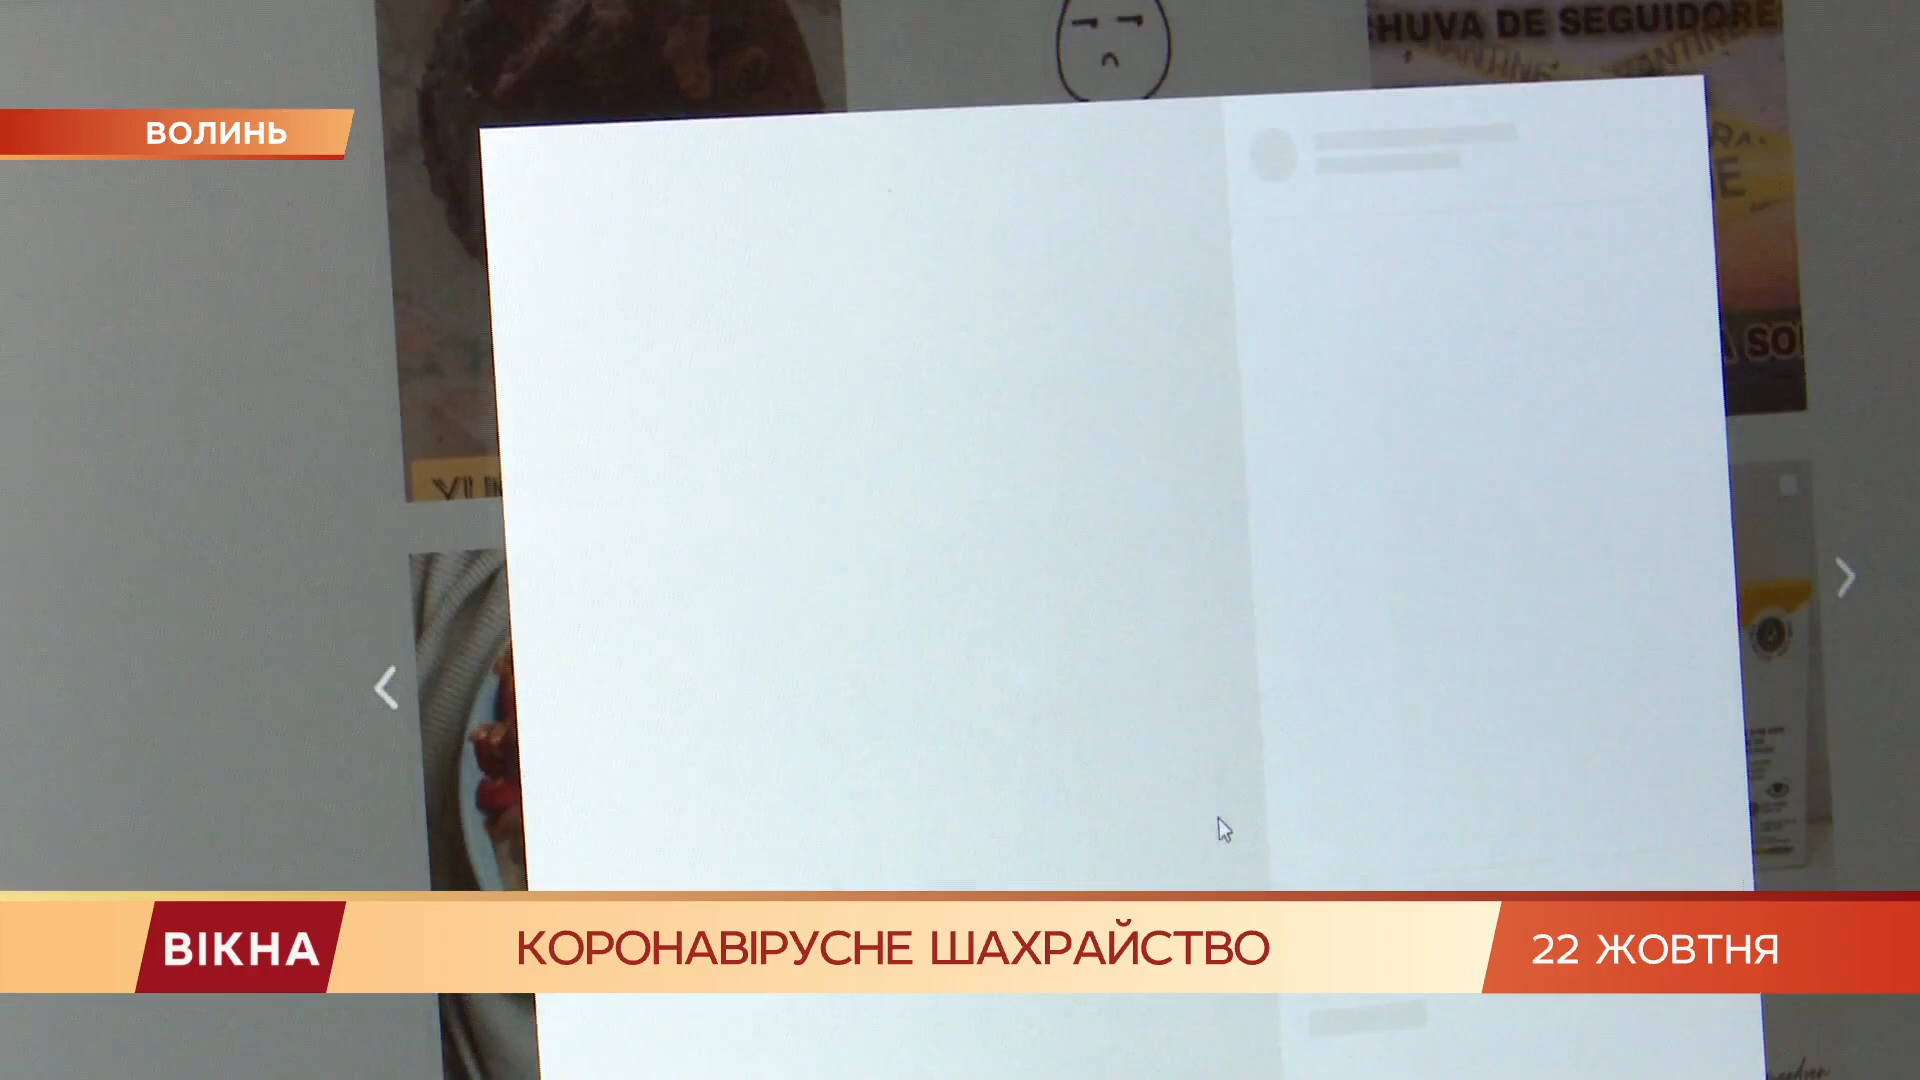 HUVA DE SEGUIDORE
ВОЛИНЬ
SO
ВІКНА
КОРОНАВІРУСНЕ ШАХРАЙСТВО
22 ЖОВТНЯ